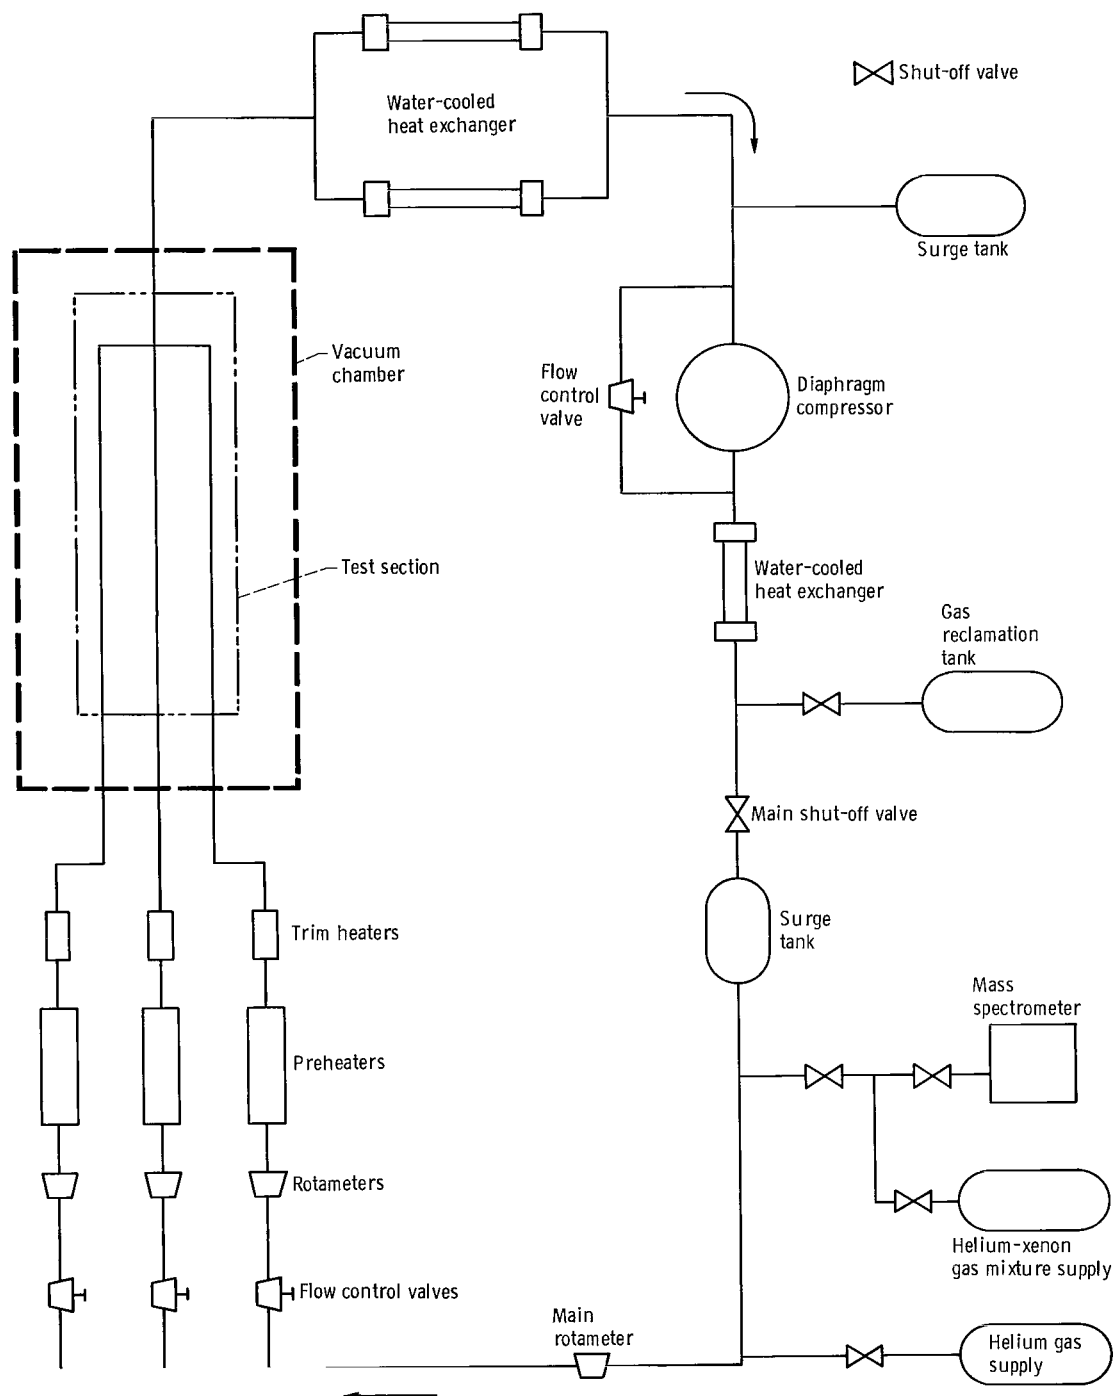 Shut-off valve
Water-cooled
heat exchanger
Surge tank
Vacuum
chamber
Flow
control
valve
Diaphragm
compressor
Test section
Water-cooled
heat exchanger
Gas
reclamation
tank
Main shut-off valve
Surge
tank
Trim heaters
Mass
spectrometer
Preheaters
Rotameters
Helium-xenon
gas mixture supply
Flow control valves
Main
rotameter
Helium gas
supply